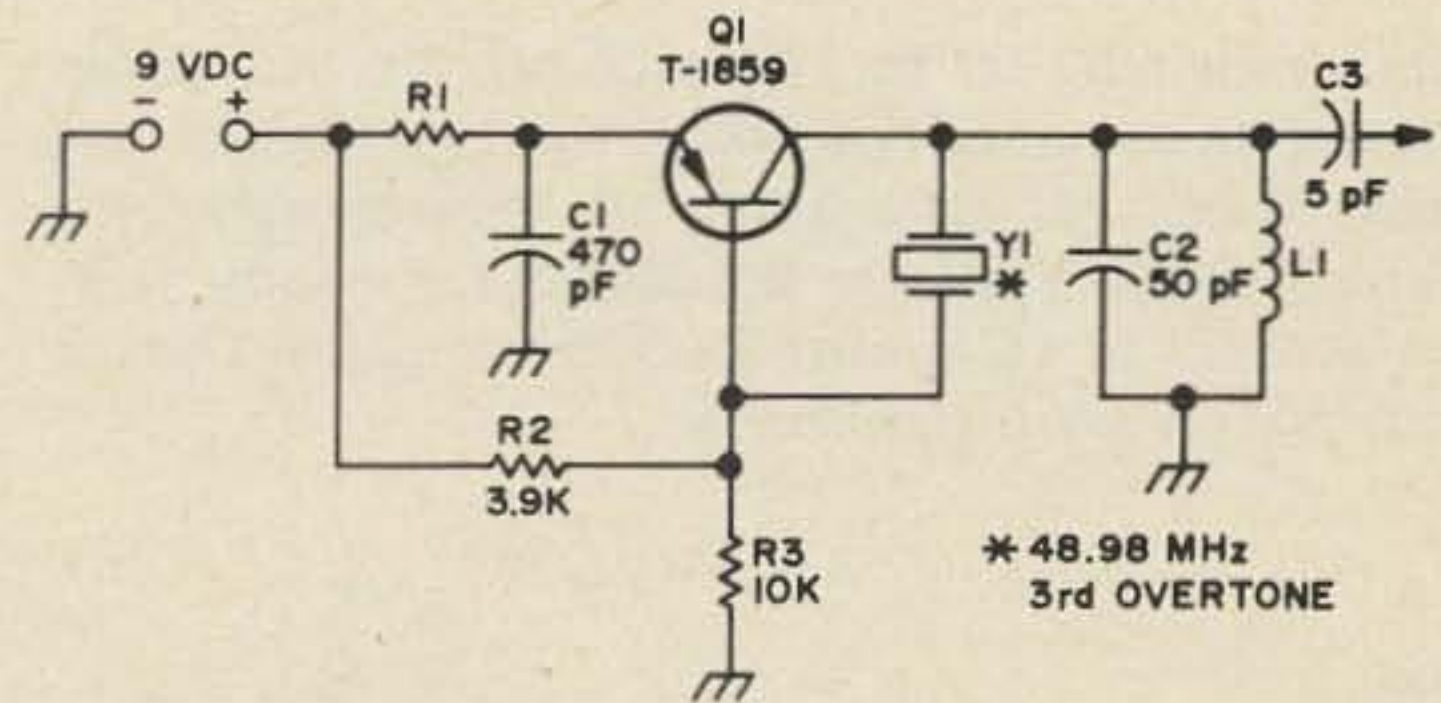 9 VDC
- +
R1
Q1
T-1859
C3
5 pF
C1
470
pF
Y1
*
C2
50 pF
L1
R2
3.9K
R3
10K
* 48.98 MHz
3rd OVERTONE